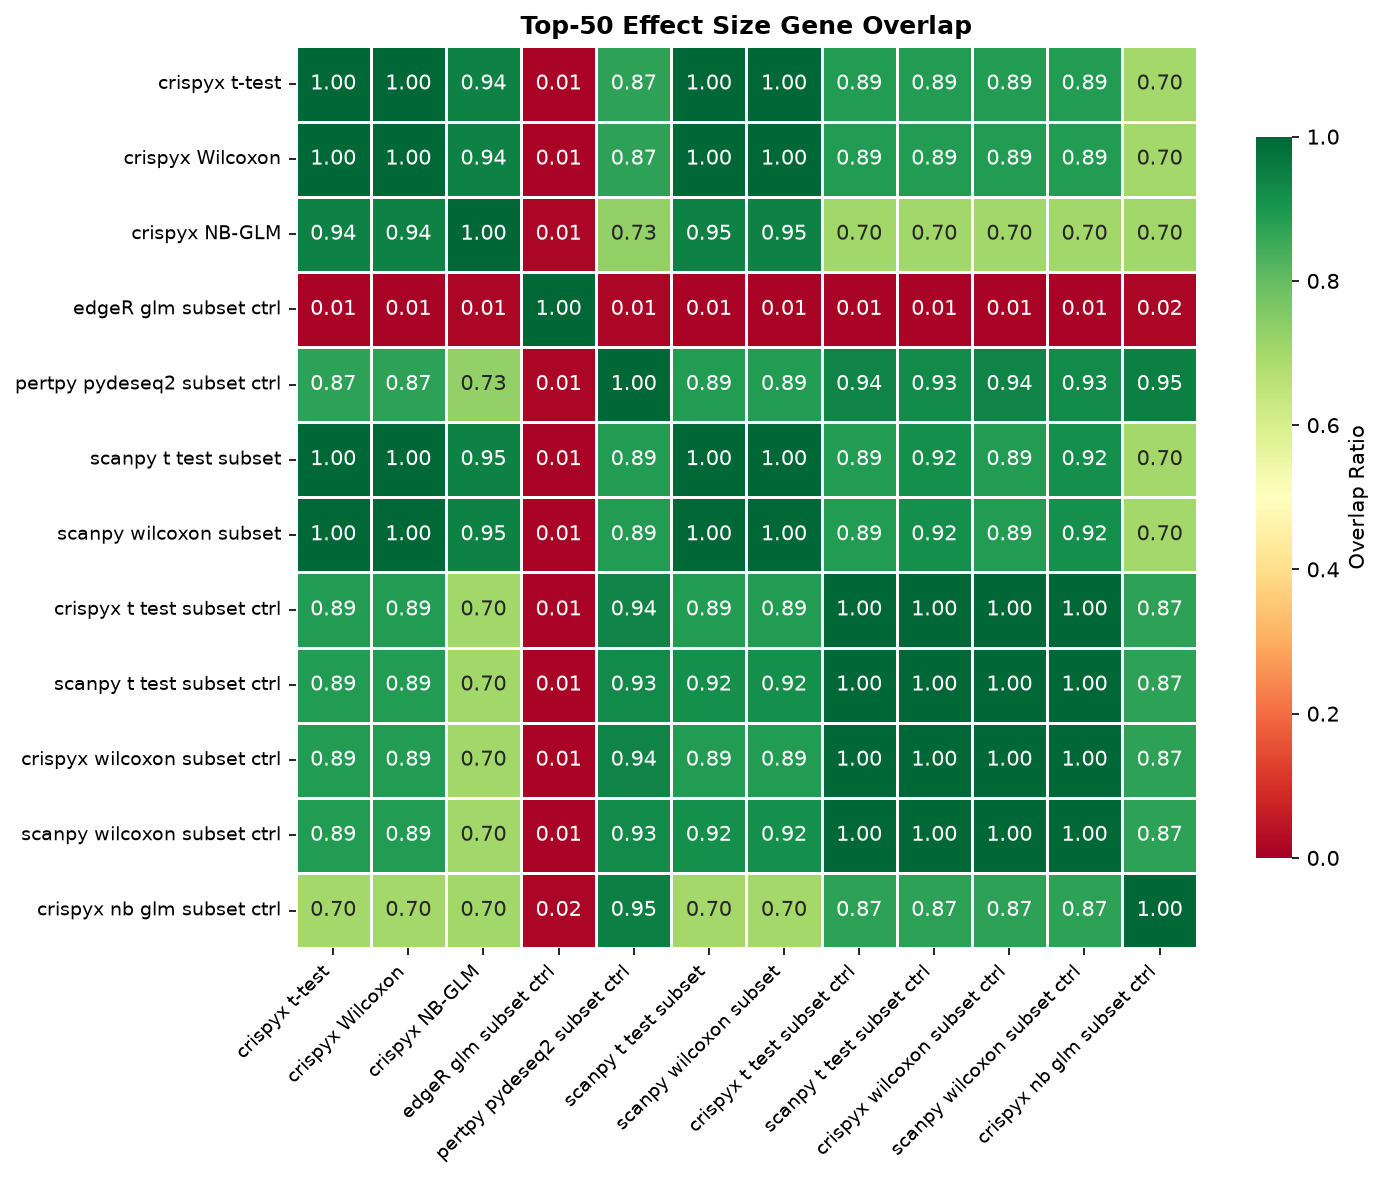 Top-50 Effect Size Gene Overlap
crispyx t-test 1.00 1.00 0.94 0.01 0.87 1.00 1.00 0.89 0.89 0.89 0.89 0.70
crispyx Wilcoxon 1.00 1.00 0.94 0.01 0.87 1.00 1.00 0.89 0.89 0.89 0.89 0.70
crispyx NB-GLM 0.94 0.94 1.00 0.01 0.73 0.95 0.95 0.70 0.70 0.70 0.70 0.70
edgeR glm subset ctrl 0.01 0.01 0.01 1.00 0.01 0.01 0.01 0.01 0.01 0.01 0.01 0.02
pertpy pydeseq2 subset ctrl 0.87 0.87 0.73 0.01 1.00 0.89 0.89 0.94 0.93 0.94 0.93 0.95
scanpy t test subset 1.00 1.00 0.95 0.01 0.89 1.00 1.00 0.89 0.92 0.89 0.92 0.70
scanpy wilcoxon subset 1.00 1.00 0.95 0.01 0.89 1.00 1.00 0.89 0.92 0.89 0.92 0.70
crispyx t test subset ctrl 0.89 0.89 0.70 0.01 0.94 0.89 0.89 1.00 1.00 1.00 1.00 0.87
scanpy t test subset ctrl 0.89 0.89 0.70 0.01 0.93 0.92 0.92 1.00 1.00 1.00 1.00 0.87
crispyx wilcoxon subset ctrl 0.89 0.89 0.70 0.01 0.94 0.89 0.89 1.00 1.00 1.00 1.00 0.87
scanpy wilcoxon subset ctrl 0.89 0.89 0.70 0.01 0.93 0.92 0.92 1.00 1.00 1.00 1.00 0.87
crispyx nb glm subset ctrl 0.70 0.70 0.70 0.02 0.95 0.70 0.70 0.87 0.87 0.87 0.87 1.00
crispyx t-test
crispyx Wilcoxon
crispyx NB-GLM
edgeR glm subset ctrl
pertpy pydeseq2 subset ctrl
scanpy t test subset
scanpy wilcoxon subset
crispyx t test subset ctrl
scanpy t test subset ctrl
crispyx wilcoxon subset ctrl
scanpy wilcoxon subset ctrl
crispyx nb glm subset ctrl
1.0
0.8
0.6
0.4
0.2
0.0
Overlap Ratio